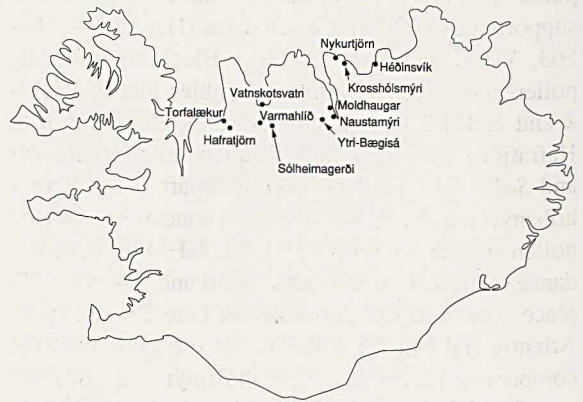 Nykurtjörn
Héðinsvík
Krosshólsmýri
Vatnskotsvatn
Moldhaugar
Torfalækur
Varmahlíð
Naustamýri
Hafratjörn
Ytri-Bægisá
Sólheimagerði